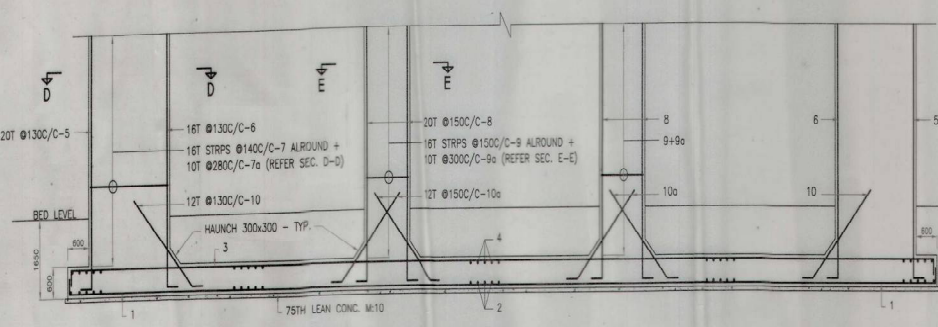 D
D
E
E
20T @130C/C-5
16T @130C/C-6
16T STRPS @140C/C-7 ALROUND +
10T @280C/C-7a (REFER SEC. D-D)
12T @130C/C-10
20T @150C/C-8
16T STRPS @150C/C-9 ALROUND +
10T @300C/C-9a (REFER SEC. E-E)
12T @150C/C-10a
8
9+9a
10a
6
5
10
BED LEVEL
HAUNCH 300x300 - TYP.
3
4
600
1650
600
600
1
75TH LEAN CONC. M:10
2
1